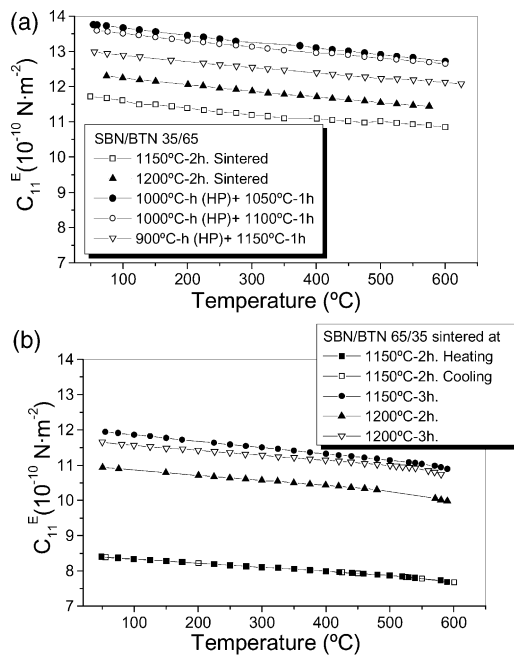 (a)
14
13
12
11
10
9
8
7
C₁₁ᴱ(10⁻¹⁰ N·m⁻²)
SBN/BTN 35/65
1150ºC-2h. Sintered
1200ºC-2h. Sintered
1000ºC-h (HP)+ 1050ºC-1h
1000ºC-h (HP)+ 1100ºC-1h
900ºC-h (HP)+ 1150ºC-1h
100 200 300 400 500 600
Temperature (ºC)
(b)
SBN/BTN 65/35 sintered at
1150ºC-2h. Heating
1150ºC-2h. Cooling
1150ºC-3h.
1200ºC-2h.
1200ºC-3h.
14
13
12
11
10
9
8
7
6
C₁₁ᴱ(10⁻¹⁰ N·m⁻²)
100 200 300 400 500 600
Temperature (ºC)